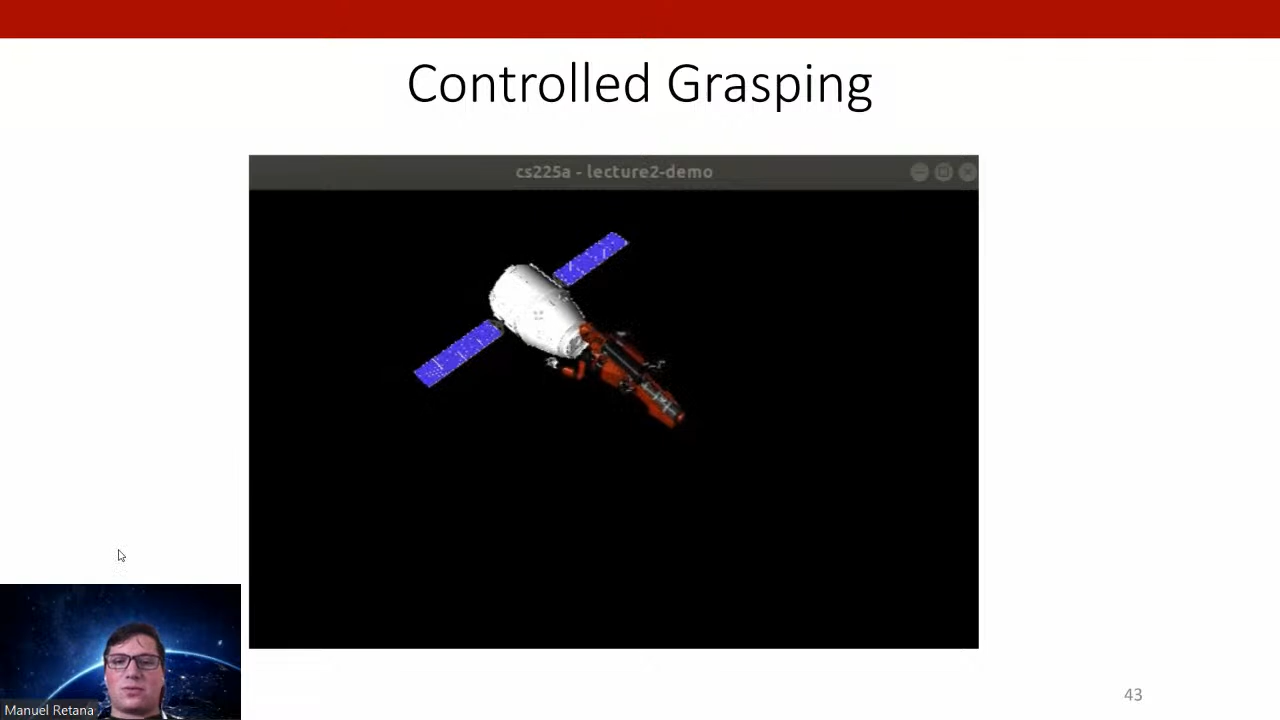 Controlled Grasping
cs225a - lecture2-demo
Manuel Retana
43